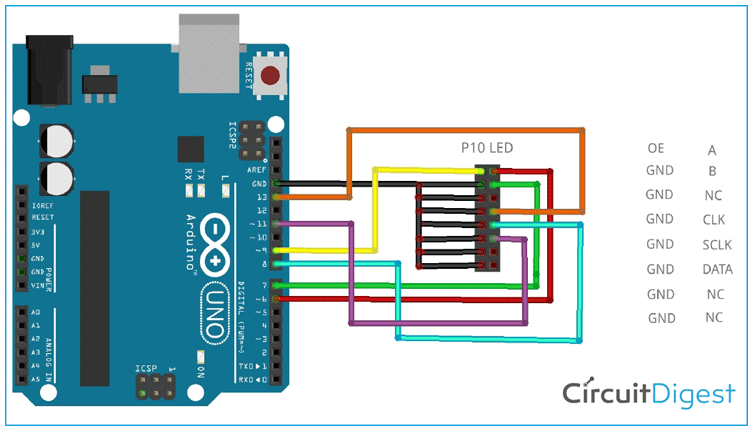 RESET
ICSP2
AREF
GND
13
12
~11
~10
~9
8
7
~6
~5
4
~3
2
TXD ▶ 1
RXD ◀ 0
RX
TX
L
Arduino™
UNO
DIGITAL (PWM=~)
ON
ICSP
1
IOREF
RESET
3V3
5V
GND
GND
VIN
POWER
A0
A1
A2
A3
A4
A5
ANALOG IN
P10 LED
OE A
GND B
GND NC
GND CLK
GND SCLK
GND DATA
GND NC
GND NC
CircuitDigest